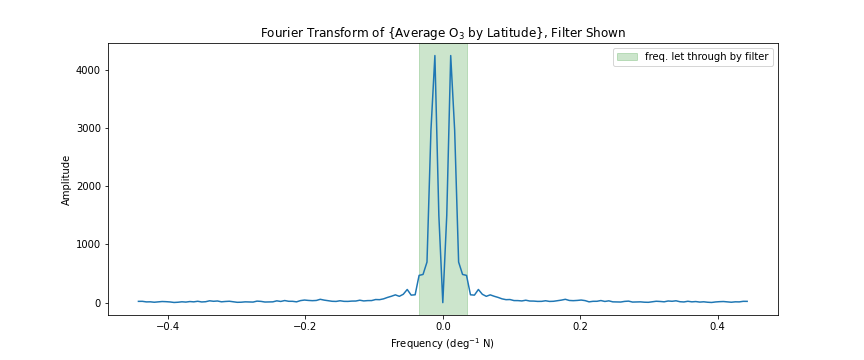 Fourier Transform of {Average O₃ by Latitude}, Filter Shown
freq. let through by filter
Amplitude
4000
3000
2000
1000
0
−0.4
−0.2
0.0
0.2
0.4
Frequency (deg⁻¹ N)